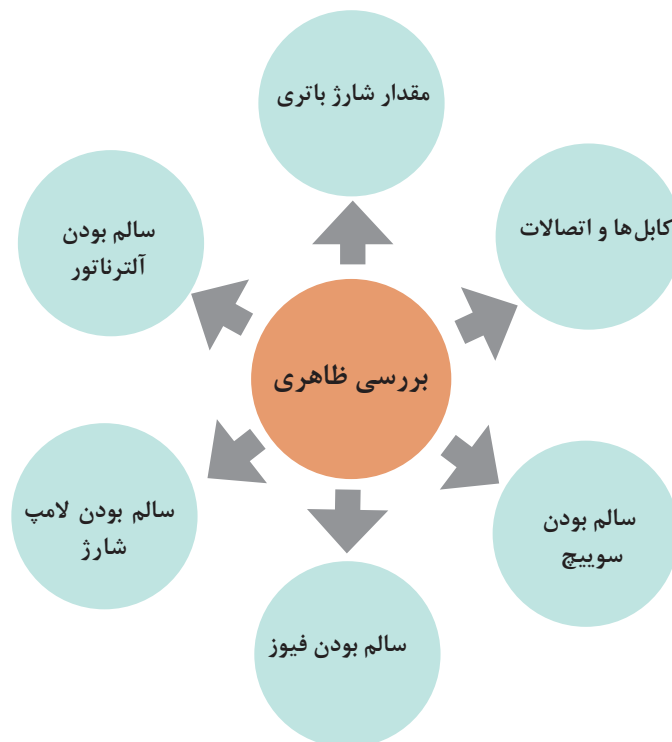 مقدار شارژ باتری
کابل‌ها و اتصالات
سالم بودن
آلترناتور
بررسی ظاهری
سالم بودن لامپ
شارژ
سالم بودن
سوییچ
سالم بودن فیوز